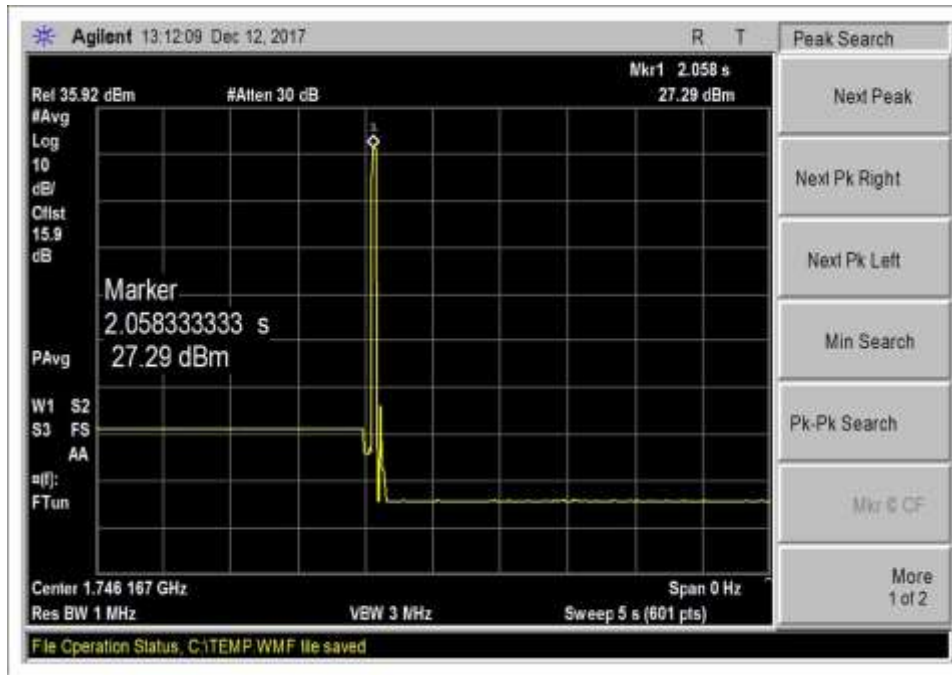 Agilent 13:12:09 Dec 12, 2017
R T
Peak Search
Mkr1 2.058 s
Ref 35.92 dBm #Atten 30 dB 27.29 dBm
#Avg
Log
10
dB/
Offst
15.9
dB
1
Marker
2.058333333 s
27.29 dBm
PAvg
W1 S2
S3 FS
AA
¤(f):
FTun
Center 1.746 167 GHz Span 0 Hz
Res BW 1 MHz VBW 3 MHz Sweep 5 s (601 pts)
File Operation Status, C:\TEMP.WMF file saved
Next Peak
Next Pk Right
Next Pk Left
Min Search
Pk-Pk Search
Mkr © CF
More
1 of 2